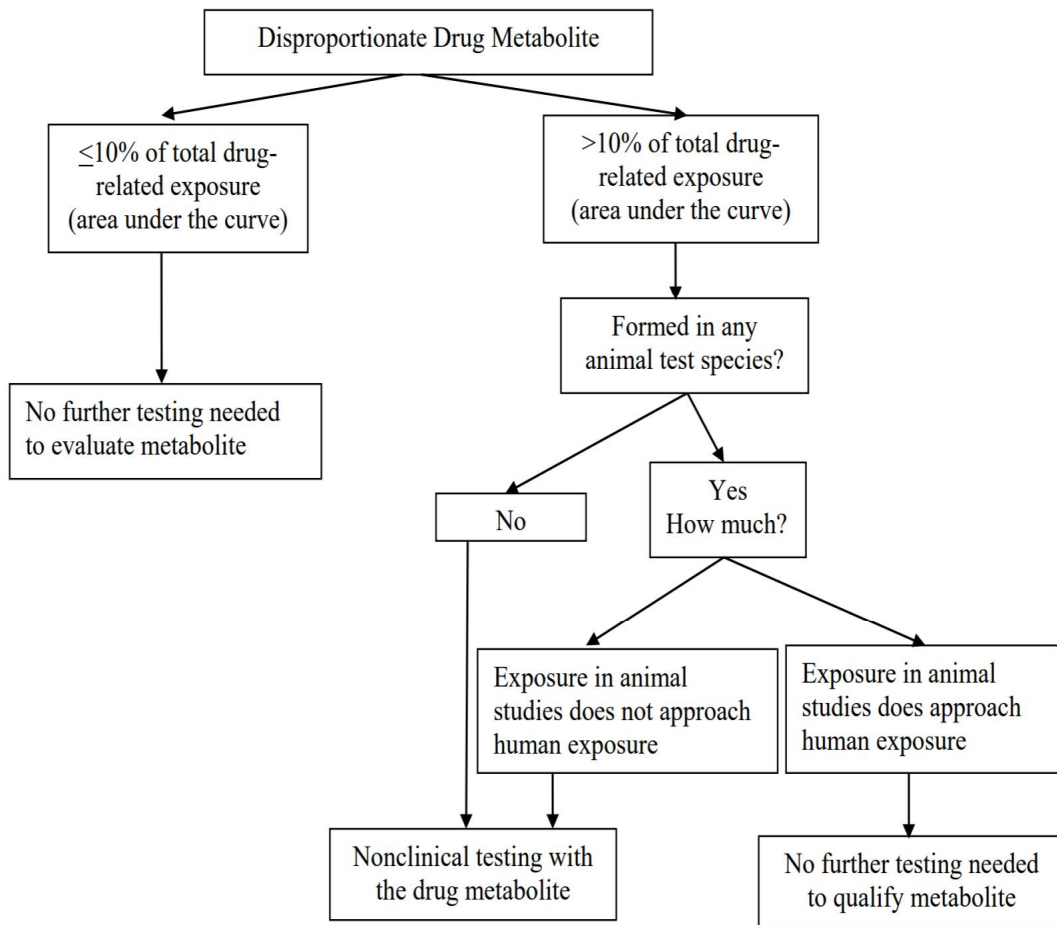 Disproportionate Drug Metabolite
≤10% of total drug-
related exposure
(area under the curve)
>10% of total drug-
related exposure
(area under the curve)
Formed in any
animal test species?
No further testing needed
to evaluate metabolite
No
Yes
How much?
Exposure in animal
studies does not approach
human exposure
Exposure in animal
studies does approach
human exposure
Nonclinical testing with
the drug metabolite
No further testing needed
to qualify metabolite